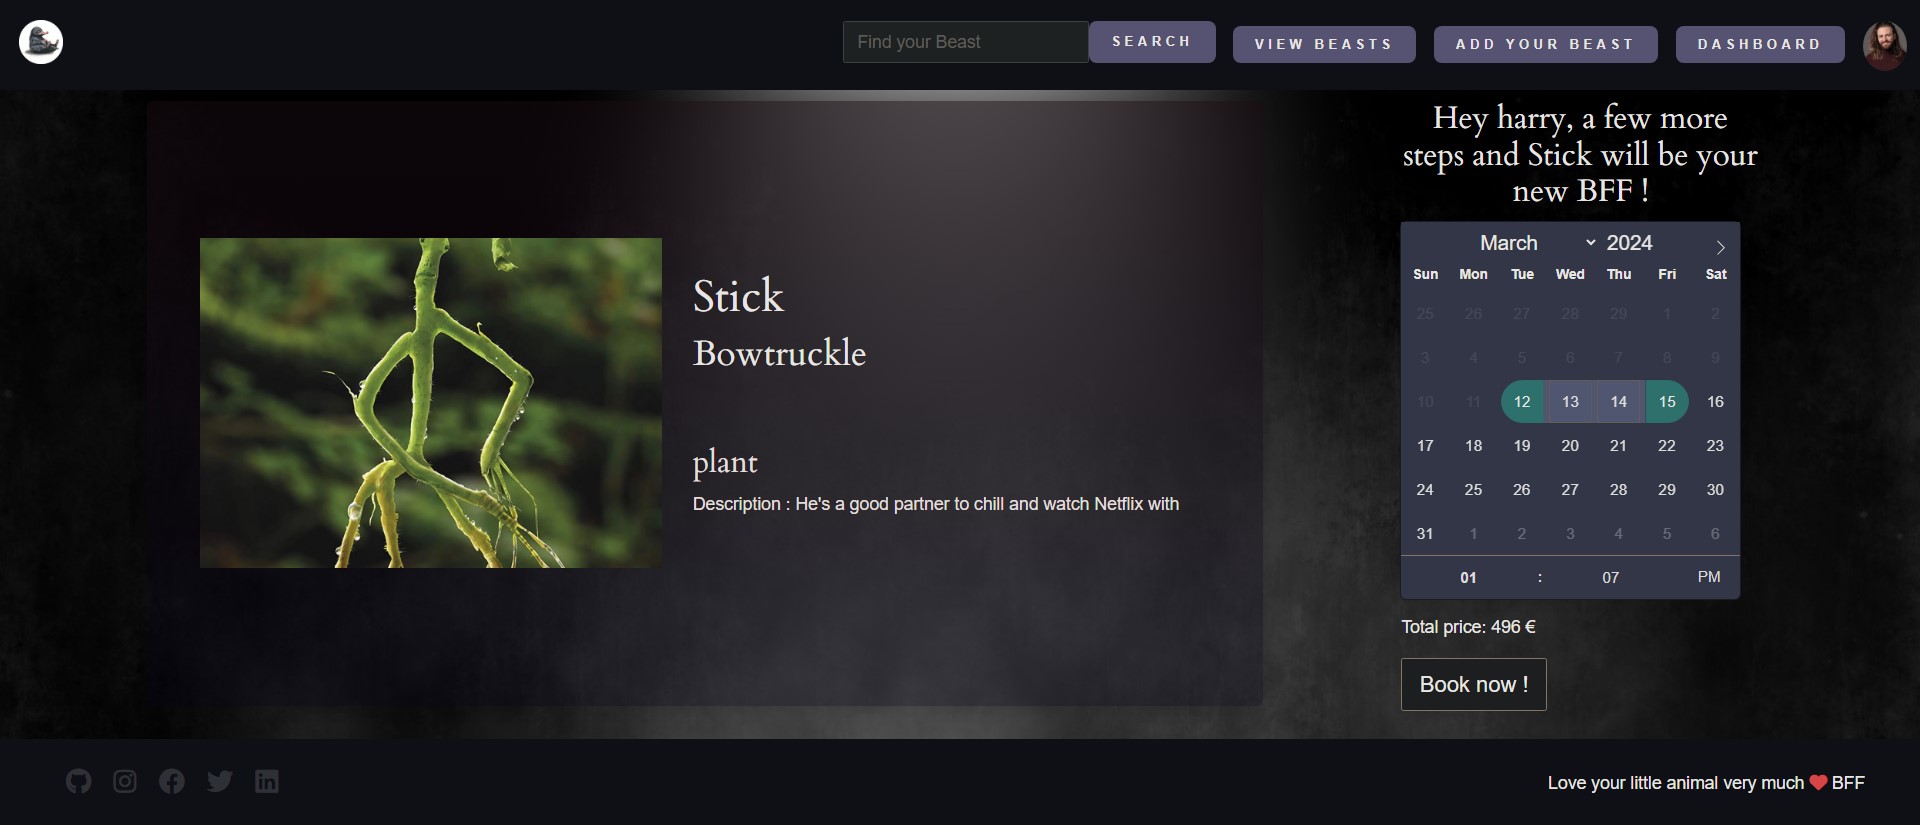 Find your Beast
SEARCH
VIEW BEASTS
ADD YOUR BEAST
DASHBOARD
Stick
Bowtruckle
plant
Description : He's a good partner to chill and watch Netflix with
Hey harry, a few more
steps and Stick will be your
new BFF !
March 2024
Sun Mon Tue Wed Thu Fri Sat
25 26 27 28 29 1 2
3 4 5 6 7 8 9
10 11 12 13 14 15 16
17 18 19 20 21 22 23
24 25 26 27 28 29 30
31 1 2 3 4 5 6
01 : 07 PM
Total price: 496 €
Book now !
in
Love your little animal very much ❤ BFF